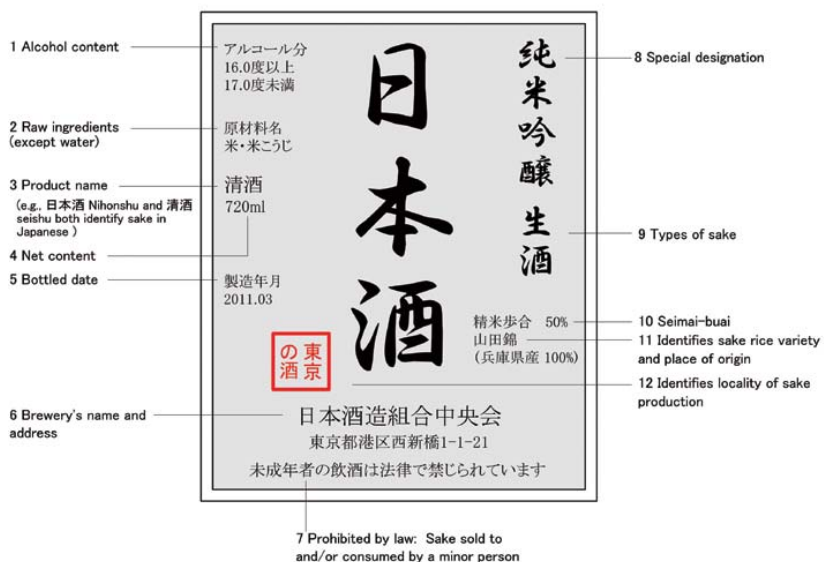 1 Alcohol content
アルコール分
16.0度以上
17.0度未満
2 Raw ingredients
(except water)
原材料名
米・米こうじ
3 Product name
(e.g., 日本酒 Nihonshu and 清酒
seishu both identify sake in
Japanese )
清酒
720ml
4 Net content
5 Bottled date
製造年月
2011.03
日本酒
純米吟醸 生酒
8 Special designation
9 Types of sake
精米歩合 50%
山田錦
(兵庫県産 100%)
10 Seimai-buai
11 Identifies sake rice variety
and place of origin
12 Identifies locality of sake
production
東京
の酒
6 Brewery's name and
address
日本酒造組合中央会
東京都港区西新橋1-1-21
未成年者の飲酒は法律で禁じられています
7 Prohibited by law: Sake sold to
and/or consumed by a minor person